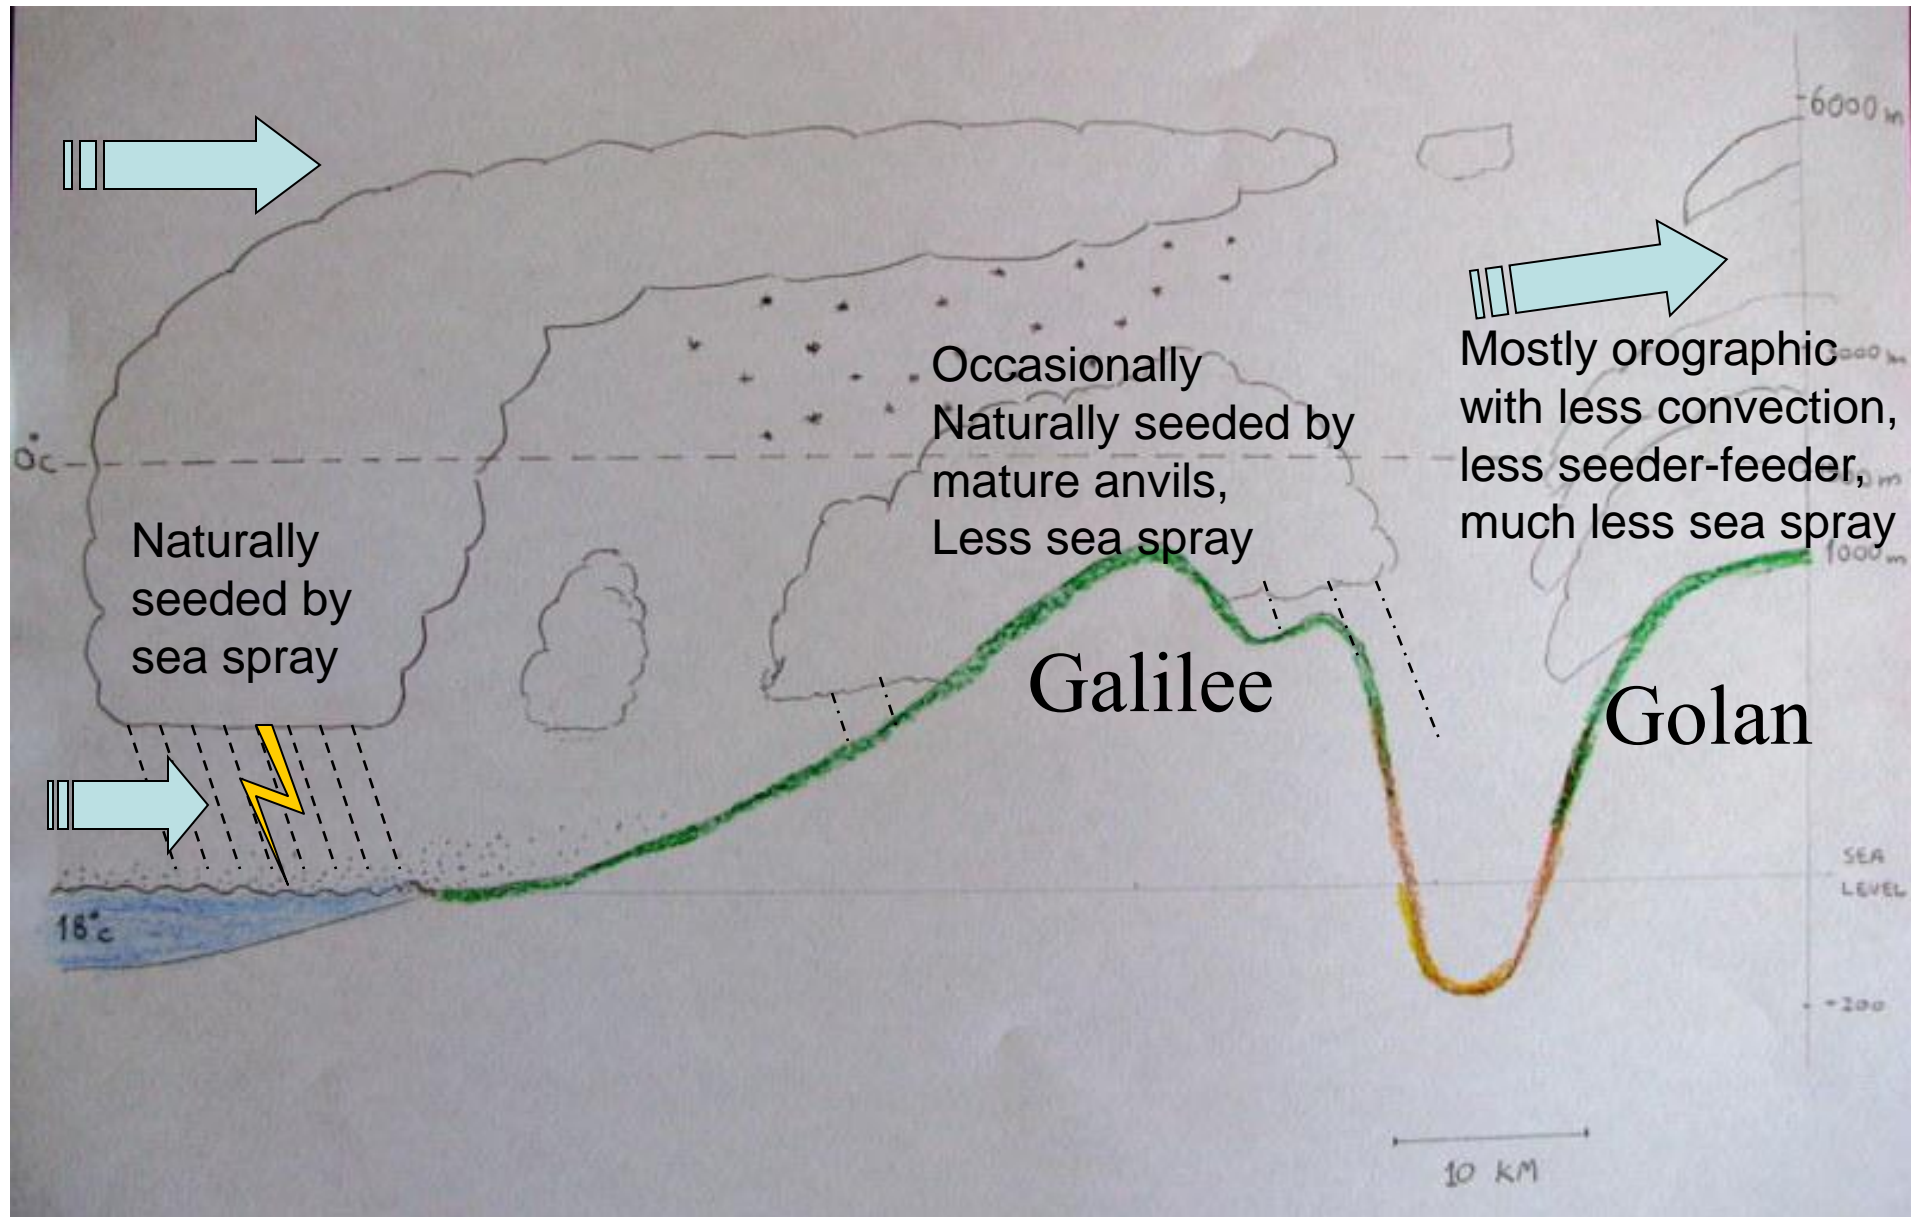 6000 m
Mostly orographic
with less convection,
less seeder-feeder,
much less sea spray
Occasionally
Naturally seeded by
mature anvils,
Less sea spray
0°c
Naturally
seeded by
sea spray
1000 m
Galilee
Golan
SEA
LEVEL
18°c
-200
10 KM